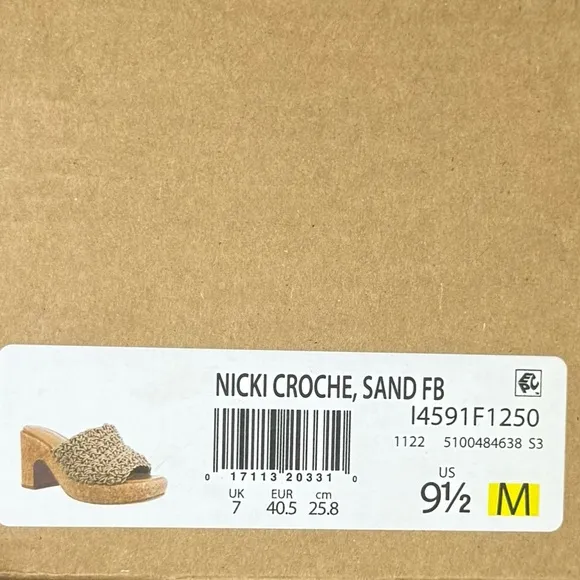 NICKI CROCHE, SAND FB
I4591F1250
1122 5100484638 S3
0 17113 20331 0
UK EUR cm
7 40.5 25.8
US
9½ M